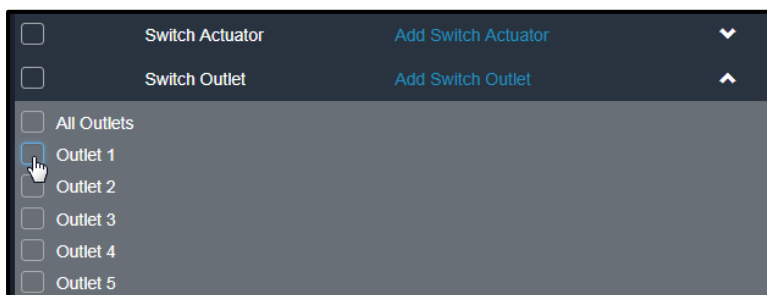 Switch Actuator Add Switch Actuator
Switch Outlet Add Switch Outlet
All Outlets
Outlet 1
Outlet 2
Outlet 3
Outlet 4
Outlet 5